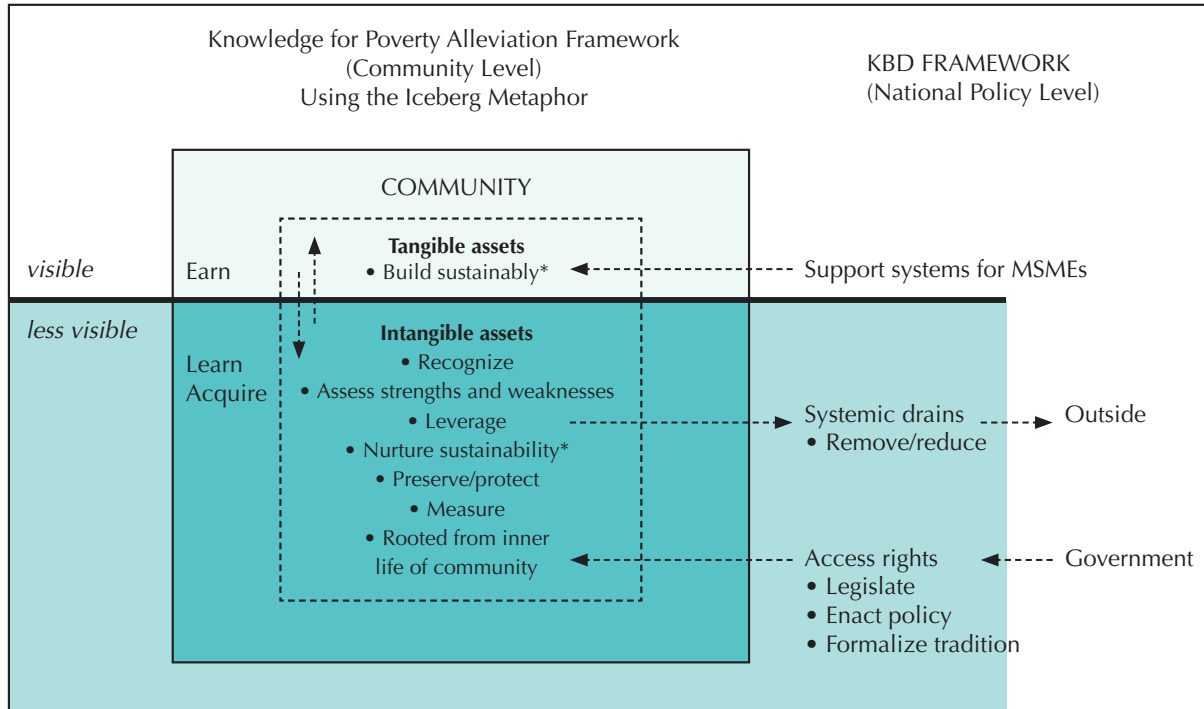 Knowledge for Poverty Alleviation Framework
(Community Level)
Using the Iceberg Metaphor
KBD FRAMEWORK
(National Policy Level)
COMMUNITY
Tangible assets
visible
Earn
• Build sustainably*
Support systems for MSMEs
less visible
Intangible assets
Learn
Acquire
• Recognize
• Assess strengths and weaknesses
• Leverage
• Nurture sustainability*
• Preserve/protect
• Measure
• Rooted from inner
life of community
Systemic drains
• Remove/reduce
Outside
Access rights
• Legislate
• Enact policy
• Formalize tradition
Government